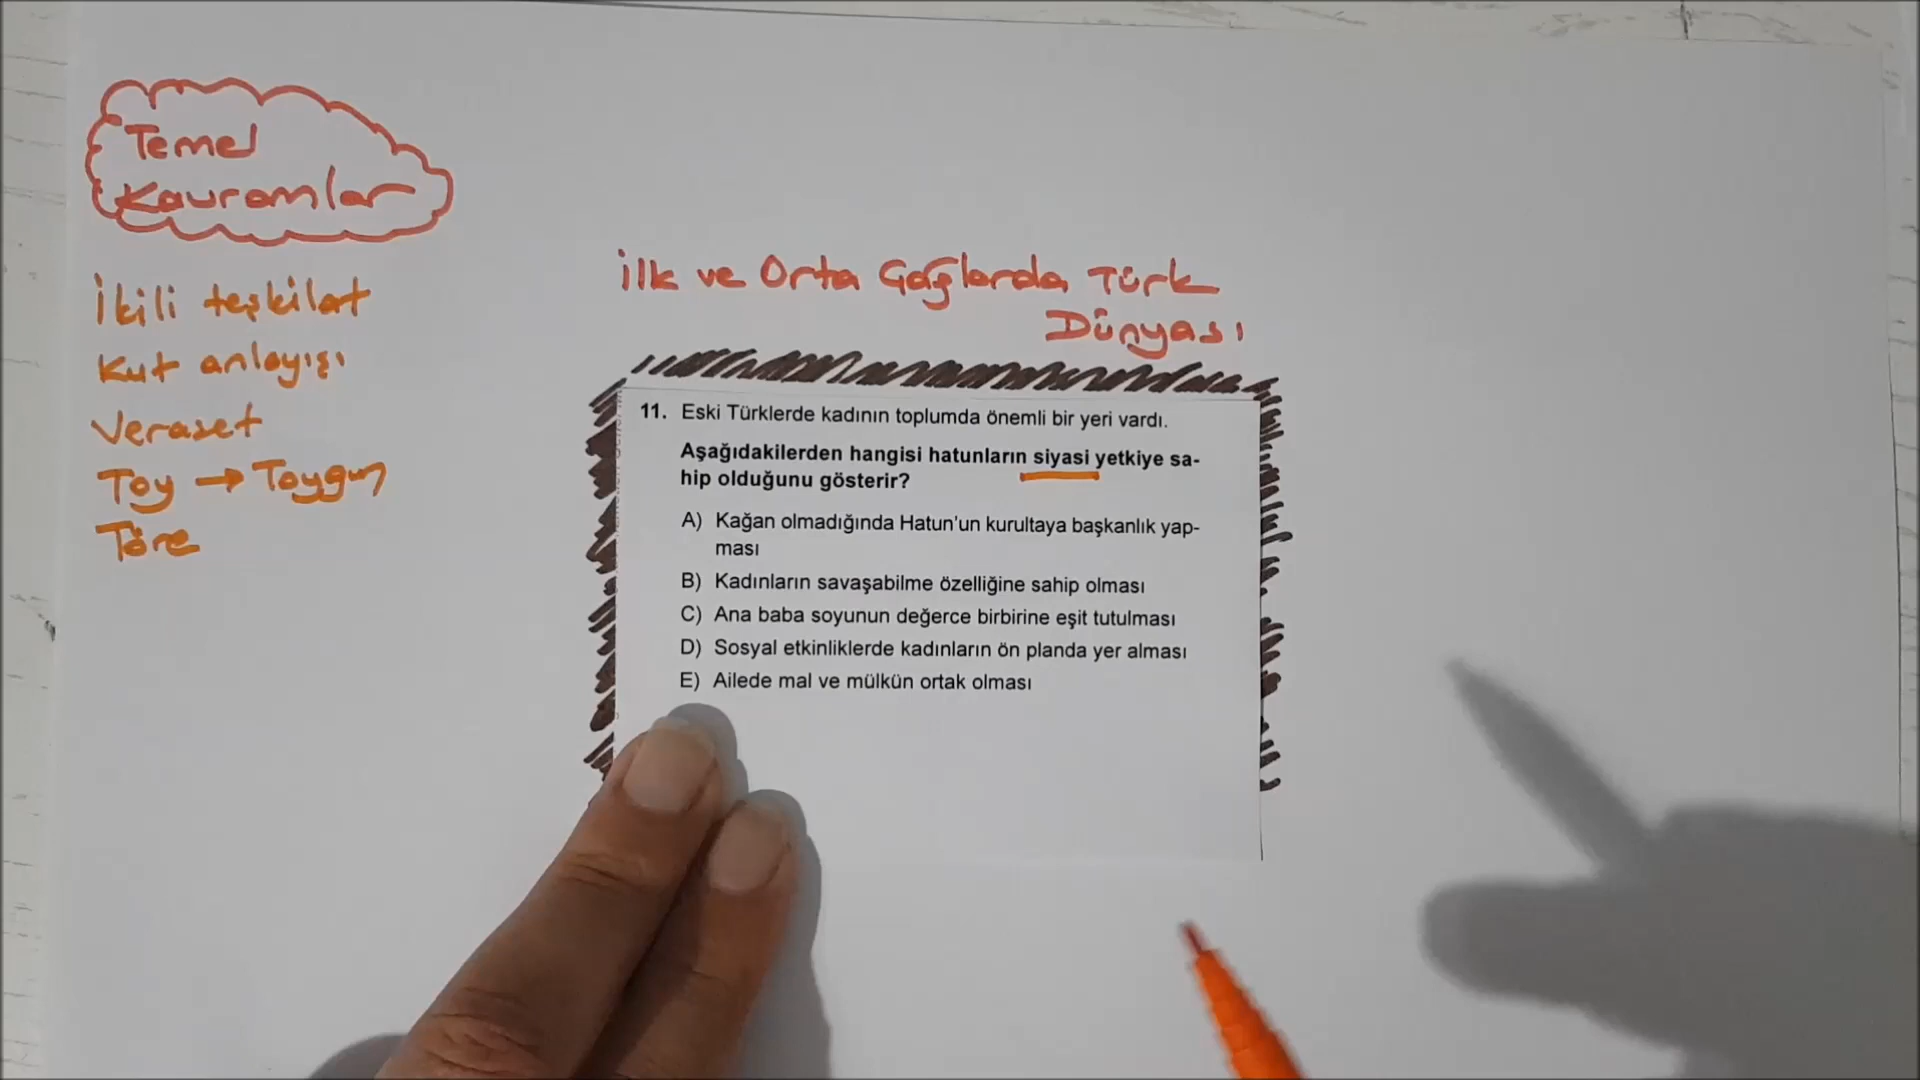 Temel
Kavramlar
İkili teşkilat
Kut anlayışı
Veraset
Toy → Toygun
Töre
İlk ve Orta Çağlarda Türk
Dünyası
11. Eski Türklerde kadının toplumda önemli bir yeri vardı.
Aşağıdakilerden hangisi hatunların siyasi yetkiye sa-
hip olduğunu gösterir?
A) Kağan olmadığında Hatun'un kurultaya başkanlık yap-
ması
B) Kadınların savaşabilme özelliğine sahip olması
C) Ana baba soyunun değerce birbirine eşit tutulması
D) Sosyal etkinliklerde kadınların ön planda yer alması
E) Ailede mal ve mülkün ortak olması